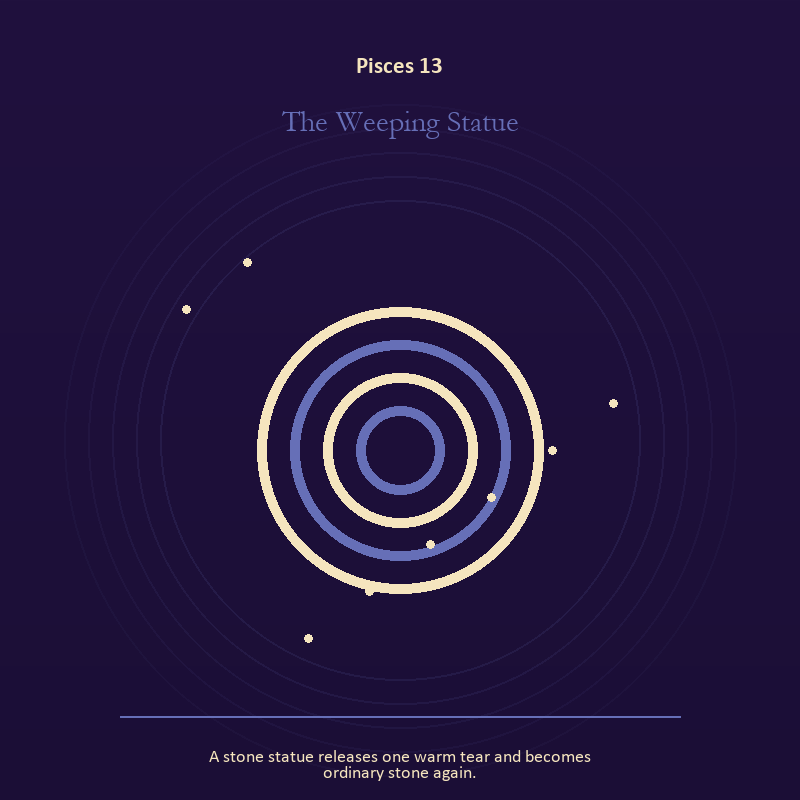 Pisces 13
The Weeping Statue
A stone statue releases one warm tear and becomes
ordinary stone again.